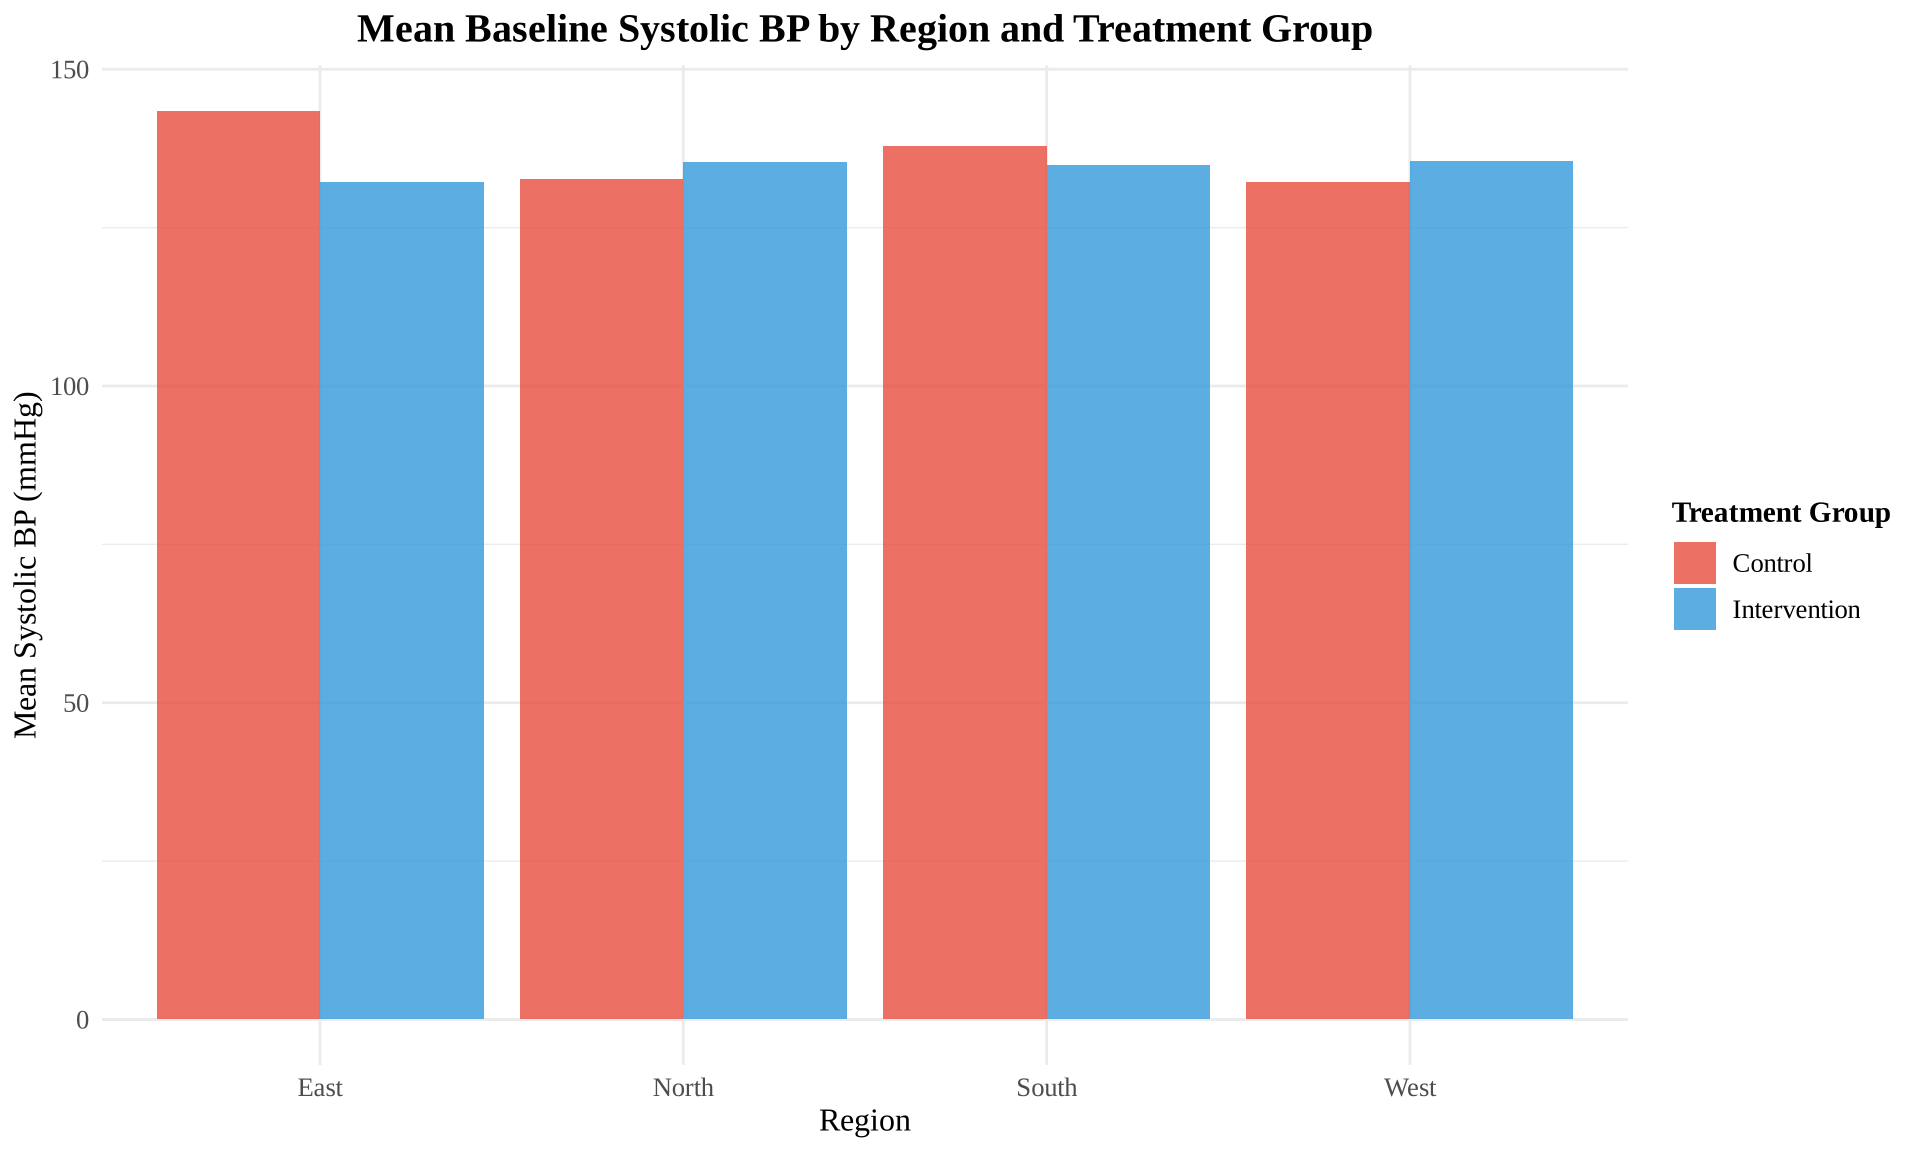 Mean Baseline Systolic BP by Region and Treatment Group
Mean Systolic BP (mmHg)
150
100
50
0
East
North
South
West
Region
Treatment Group
Control
Intervention